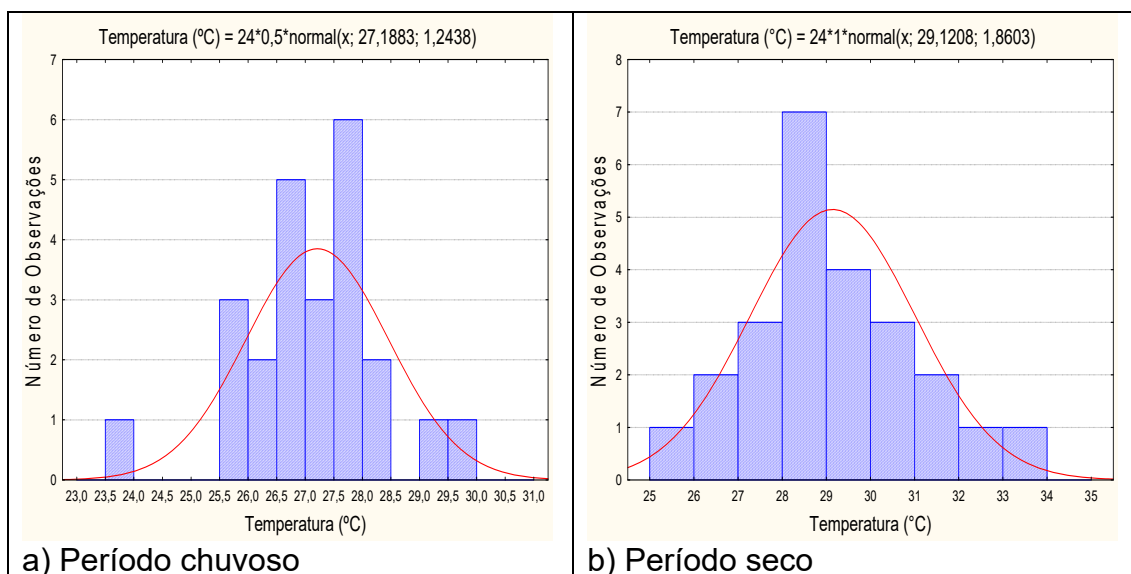 Temperatura (ºC) = 24*0,5*normal(x; 27,1883; 1,2438)
7
6
5
4
3
2
1
0
Número de Observações
23,0 23,5 24,0 24,5 25,0 25,5 26,0 26,5 27,0 27,5 28,0 28,5 29,0 29,5 30,0 30,5 31,0
Temperatura (ºC)
a) Período chuvoso
Temperatura (°C) = 24*1*normal(x; 29,1208; 1,8603)
8
7
6
5
4
3
2
1
0
Número de Observações
25 26 27 28 29 30 31 32 33 34 35
Temperatura (°C)
b) Período seco